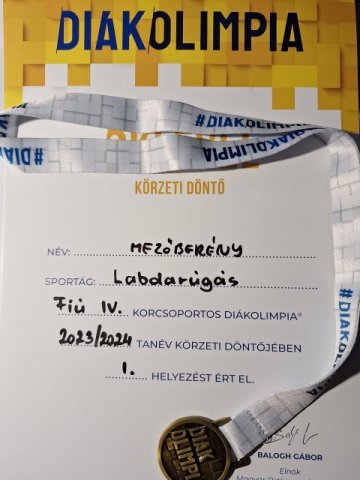 DIÁKOLIMPIA
#DIÁKOLIMPIA
#DIÁKOLIMPIA
KÖRZETI DÖNTŐ
NÉV: MEZŐBERÉNY
SPORTÁG: Labdarúgás
Fiú IV. KORCSOPORTOS DIÁKOLIMPIA®
2023/2024 TANÉV KÖRZETI DÖNTŐJÉBEN
1. HELYEZÉST ÉRT EL.
#DIÁKOLIMPIA
DIÁK
OLIMPIA
BALOGH GÁBOR
Elnök